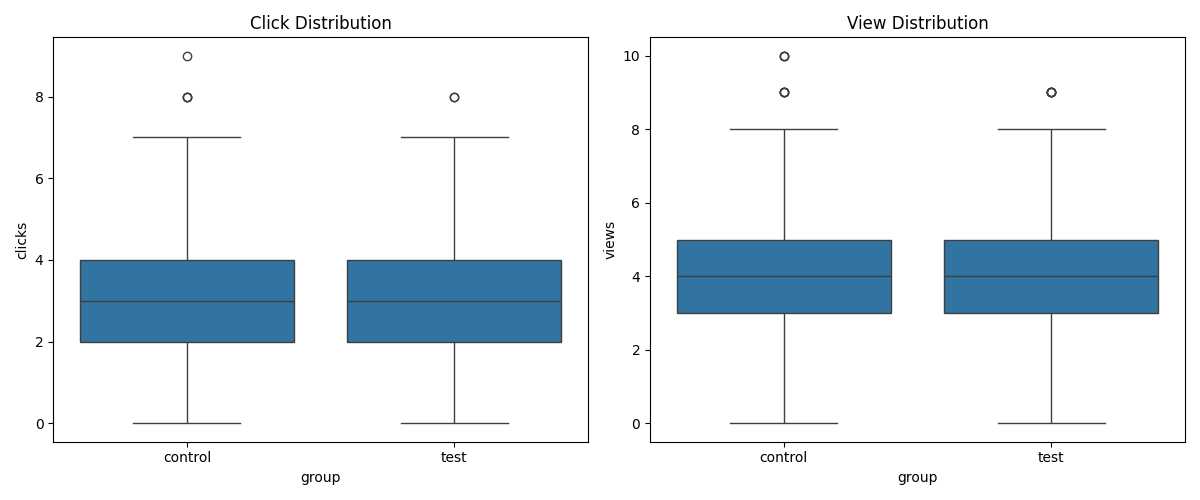 Click Distribution
clicks
8
6
4
2
0
control
test
group
View Distribution
views
10
8
6
4
2
0
control
test
group